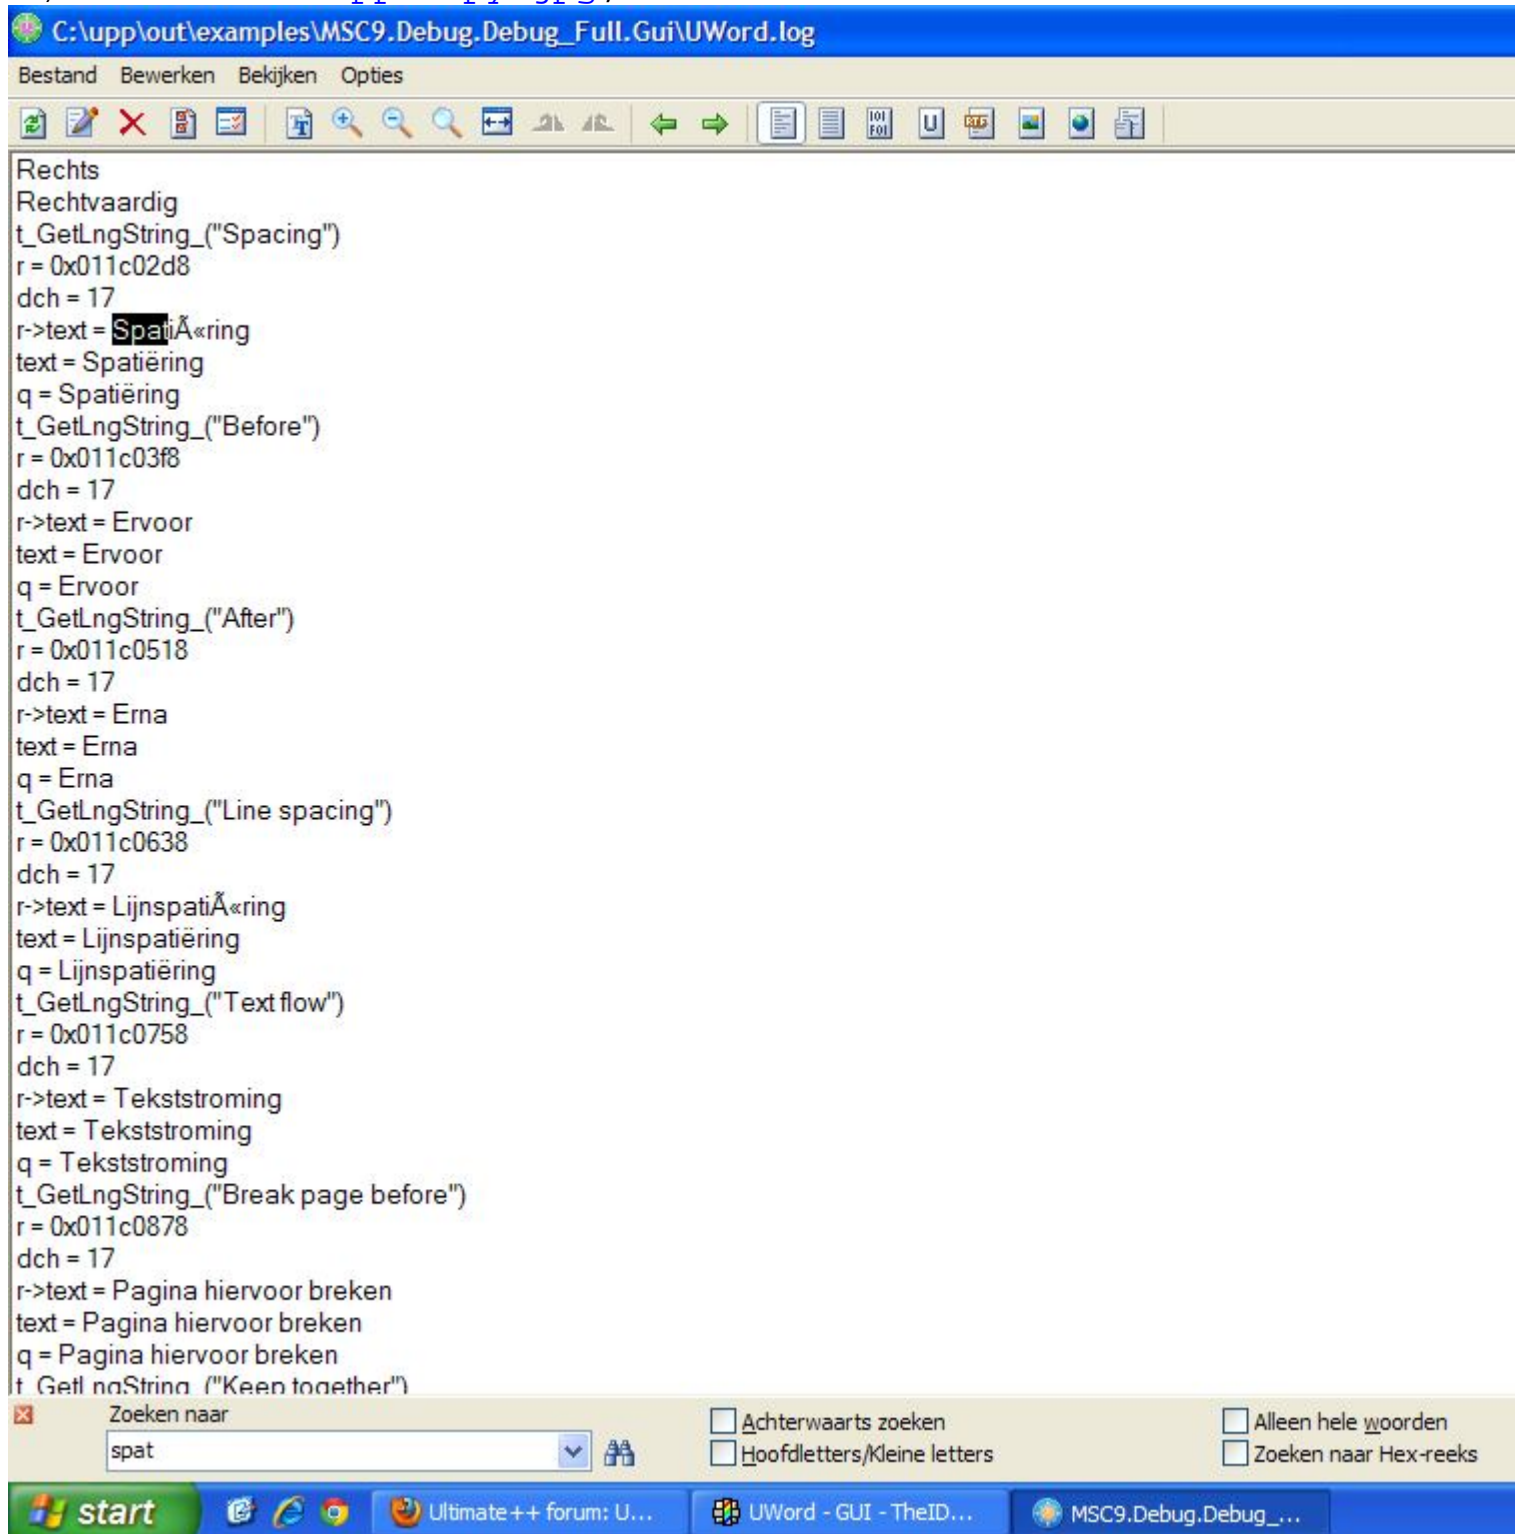 C:\upp\out\examples\MSC9.Debug.Debug_Full.Gui\UWord.log
Bestand Bewerken Bekijken Opties
Rechts
Rechtvaardig
t_GetLngString_("Spacing")
r = 0x011c02d8
dch = 17
r->text = SpatiÃ«ring
text = Spatiëring
q = Spatiëring
t_GetLngString_("Before")
r = 0x011c03f8
dch = 17
r->text = Ervoor
text = Ervoor
q = Ervoor
t_GetLngString_("After")
r = 0x011c0518
dch = 17
r->text = Erna
text = Erna
q = Erna
t_GetLngString_("Line spacing")
r = 0x011c0638
dch = 17
r->text = LijnspatiÃ«ring
text = Lijnspatiëring
q = Lijnspatiëring
t_GetLngString_("Text flow")
r = 0x011c0758
dch = 17
r->text = Tekststroming
text = Tekststroming
q = Tekststroming
t_GetLngString_("Break page before")
r = 0x011c0878
dch = 17
r->text = Pagina hiervoor breken
text = Pagina hiervoor breken
q = Pagina hiervoor breken
t_GetLngString_("Keep together")
Zoeken naar
spat
Achterwaarts zoeken
Hoofdletters/Kleine letters
Alleen hele woorden
Zoeken naar Hex-reeks
start Ultimate++ forum: U... UWord - GUI - TheID... MSC9.Debug.Debug_...